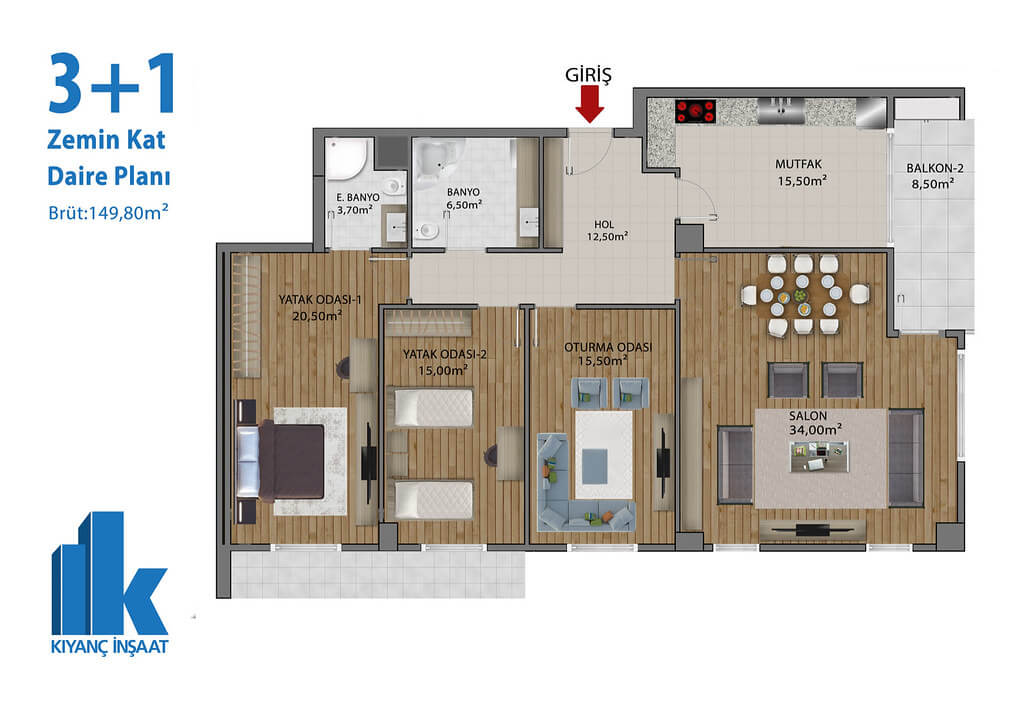 3+1
Zemin Kat
Daire Planı
Brüt:149,80m²
GİRİŞ
MUTFAK
15,50m²
BALKON-2
8,50m²
E. BANYO
3,70m²
BANYO
6,50m²
HOL
12,50m²
YATAK ODASI-1
20,50m²
YATAK ODASI-2
15,00m²
OTURMA ODASI
15,50m²
SALON
34,00m²
KIYANÇ İNŞAAT